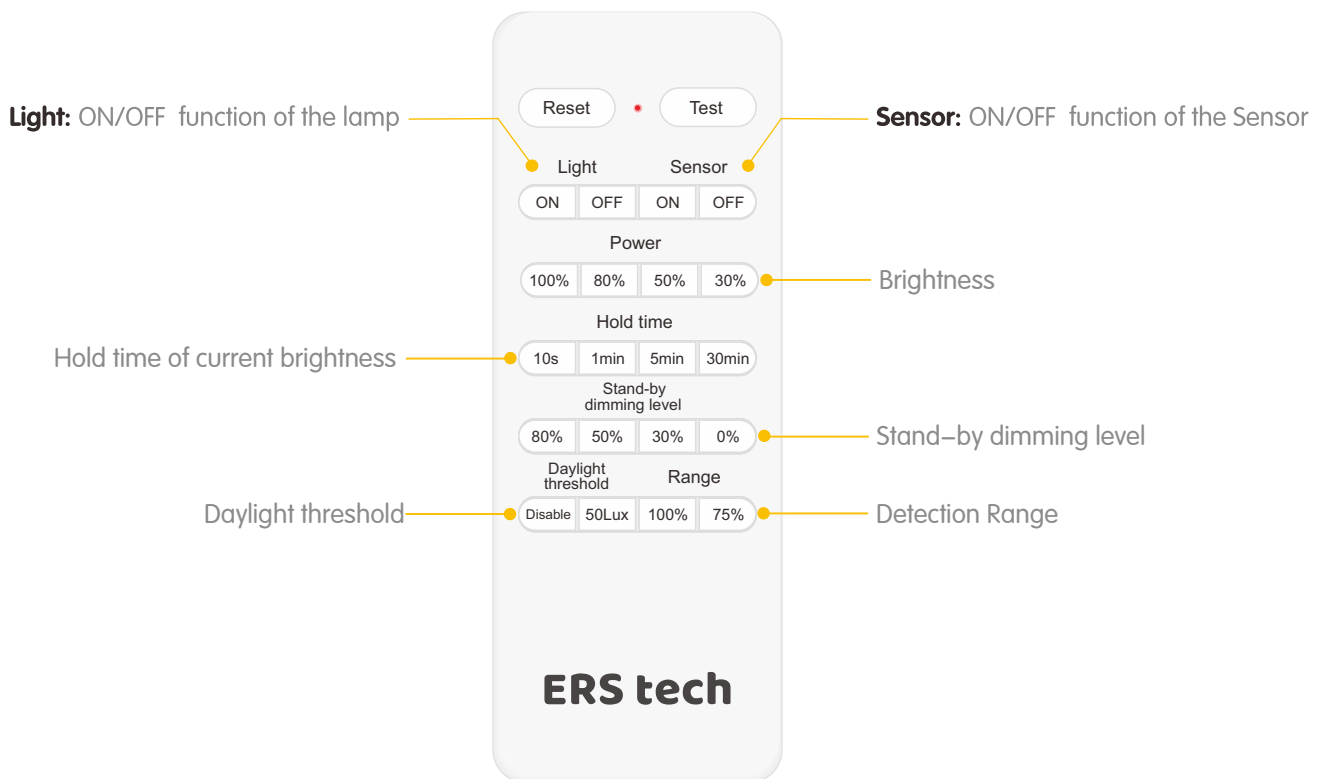 Reset Test
Light: ON/OFF function of the lamp
Sensor: ON/OFF function of the Sensor
Light Sensor
ON OFF ON OFF
Power
100% 80% 50% 30%
Brightness
Hold time
Hold time of current brightness
10s 1min 5min 30min
Stand-by
dimming level
80% 50% 30% 0%
Stand–by dimming level
Daylight
threshold
Range
Daylight threshold
Disable 50Lux 100% 75%
Detection Range
ERS tech